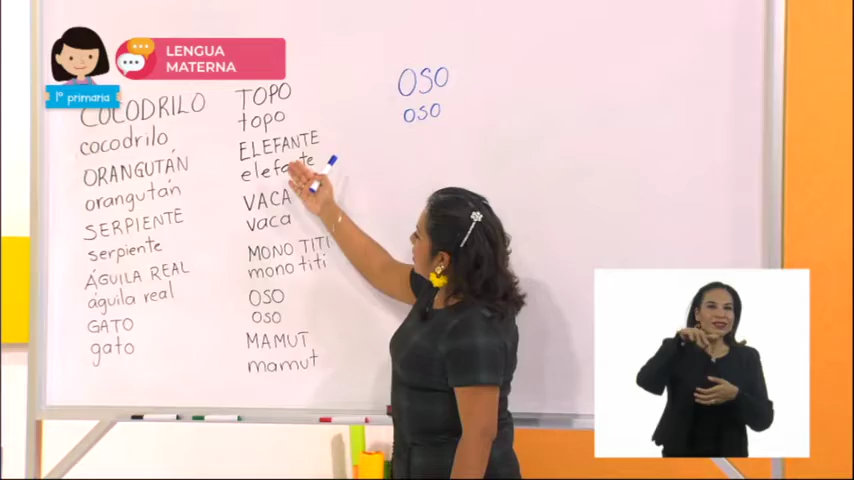 LENGUA
MATERNA
1° primaria
COCODRILO
cocodrilo
ORANGUTÁN
orangután
SERPIENTE
serpiente
ÁGUILA REAL
águila real
GATO
gato
TOPO
topo
ELEFANTE
elefante
VACA
vaca
MONO TITI
mono titi
OSO
oso
MAMUT
mamut
OSO
oso